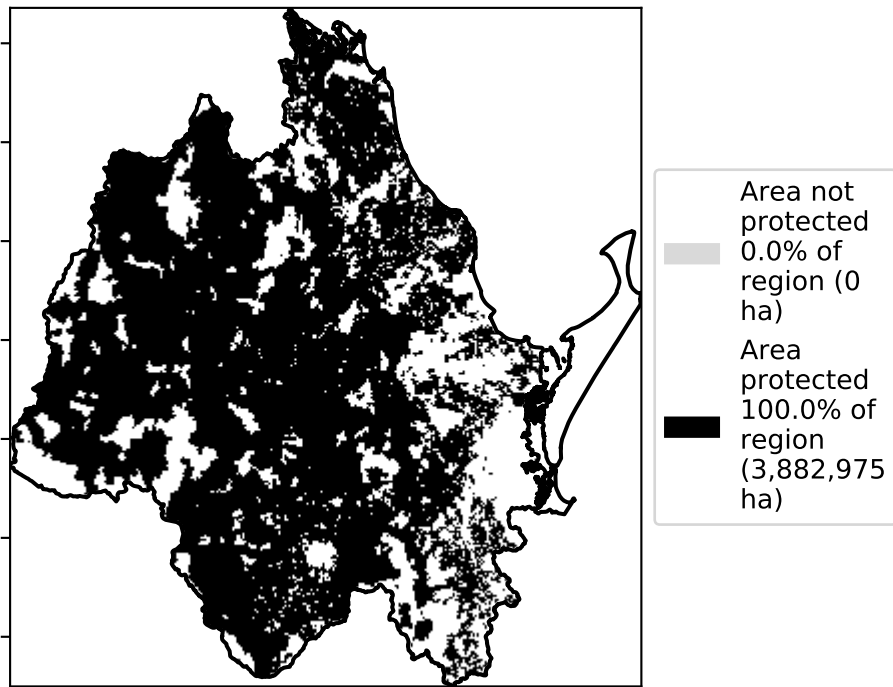 Area not
protected
0.0% of
region (0
ha)
Area
protected
100.0% of
region
(3,882,975
ha)